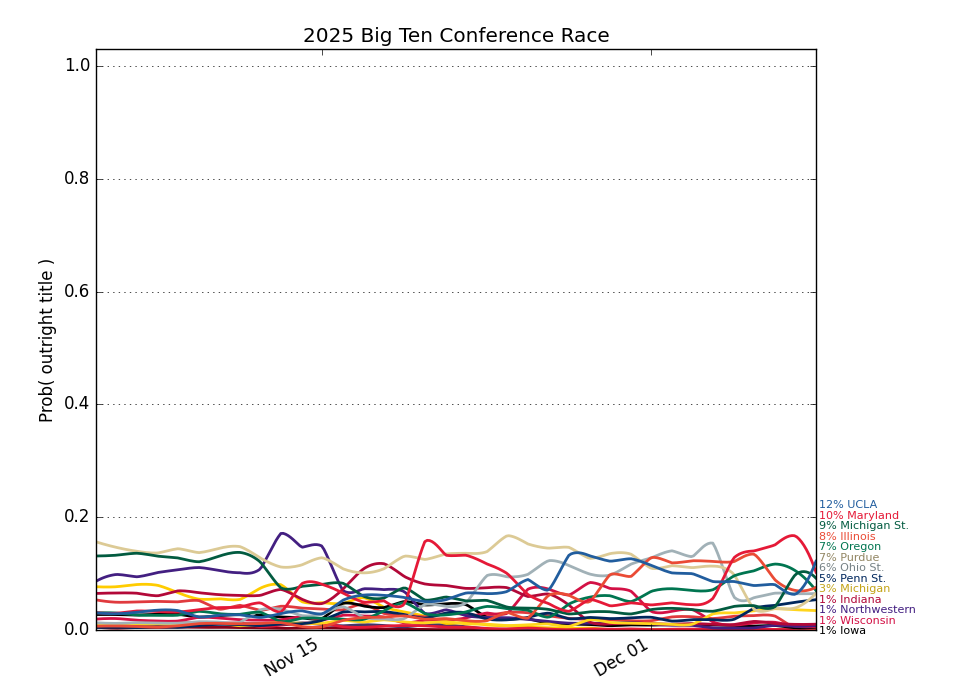 2025 Big Ten Conference Race
1.0
0.8
0.6
0.4
0.2
0.0
Prob( outright title )
Nov 15
Dec 01
12% UCLA
10% Maryland
9% Michigan St.
8% Illinois
7% Oregon
7% Purdue
6% Ohio St.
5% Penn St.
3% Michigan
1% Indiana
1% Northwestern
1% Wisconsin
1% Iowa